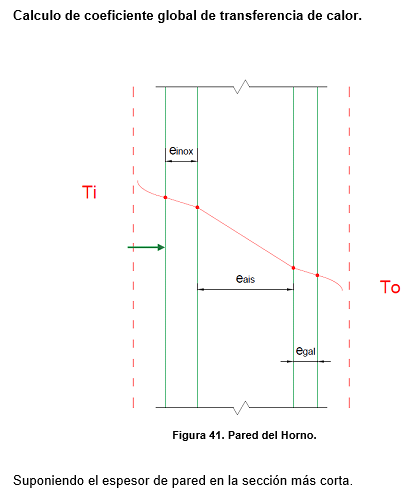 Calculo de coeficiente global de transferencia de calor.
einox
Ti
eais
To
egal
Figura 41. Pared del Horno.
Suponiendo el espesor de pared en la sección más corta.